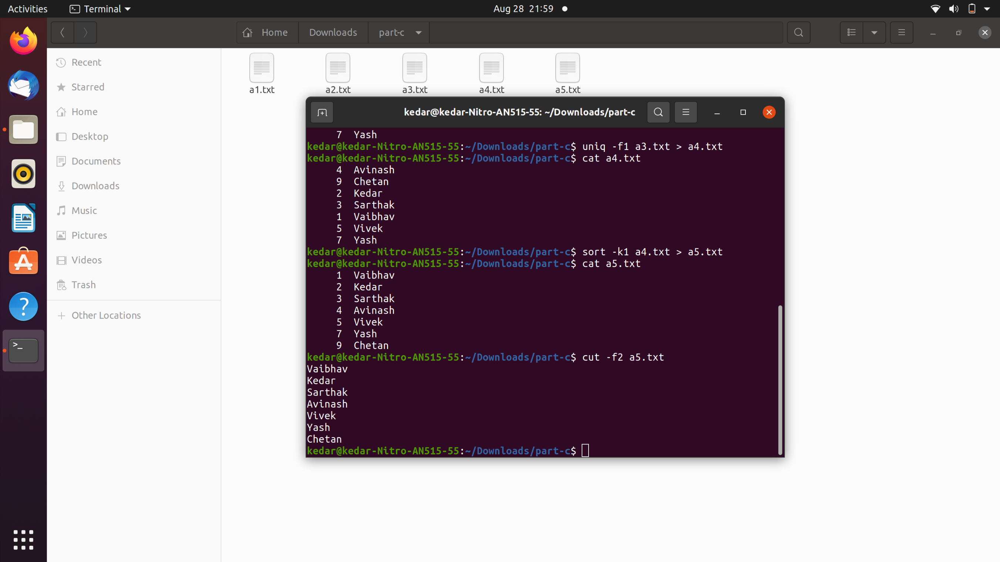 Activities Terminal Aug 28 21:59
Home Downloads part-c
Recent
Starred
Home
Desktop
Documents
Downloads
Music
Pictures
Videos
Trash
Other Locations
a1.txt a2.txt a3.txt a4.txt a5.txt
kedar@kedar-Nitro-AN515-55: ~/Downloads/part-c
7 Yash
kedar@kedar-Nitro-AN515-55:~/Downloads/part-c$ uniq -f1 a3.txt > a4.txt
kedar@kedar-Nitro-AN515-55:~/Downloads/part-c$ cat a4.txt
4 Avinash
9 Chetan
2 Kedar
3 Sarthak
1 Vaibhav
5 Vivek
7 Yash
kedar@kedar-Nitro-AN515-55:~/Downloads/part-c$ sort -k1 a4.txt > a5.txt
kedar@kedar-Nitro-AN515-55:~/Downloads/part-c$ cat a5.txt
1 Vaibhav
2 Kedar
3 Sarthak
4 Avinash
5 Vivek
7 Yash
9 Chetan
kedar@kedar-Nitro-AN515-55:~/Downloads/part-c$ cut -f2 a5.txt
Vaibhav
Kedar
Sarthak
Avinash
Vivek
Yash
Chetan
kedar@kedar-Nitro-AN515-55:~/Downloads/part-c$